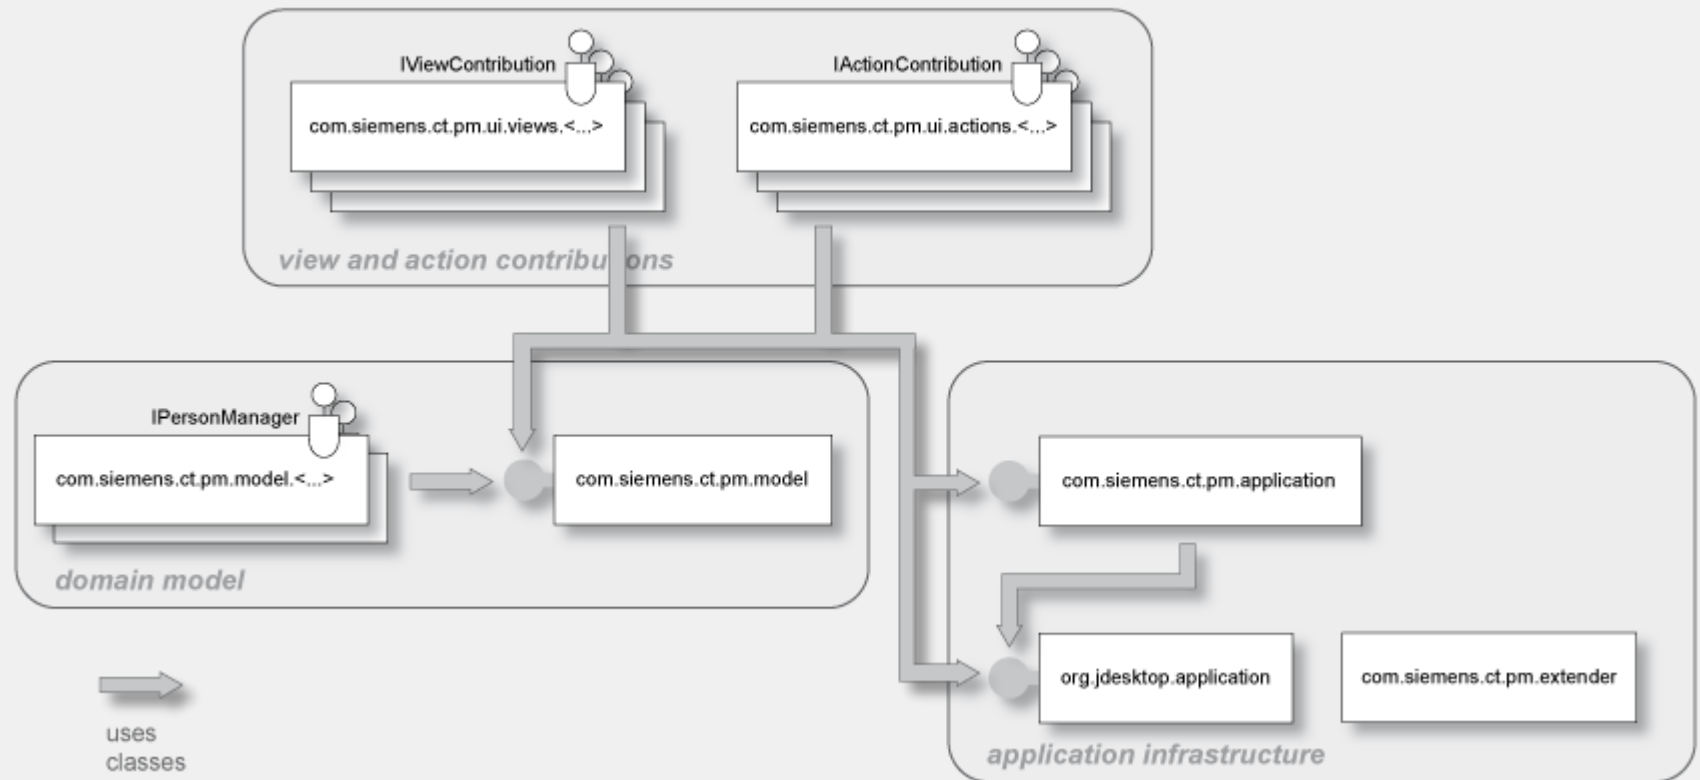 IViewContribution
IActionContribution
com.siemens.ct.pm.ui.views.<...>
com.siemens.ct.pm.ui.actions.<...>
view and action contributions
IPersonManager
com.siemens.ct.pm.model.<...>
com.siemens.ct.pm.model
com.siemens.ct.pm.application
domain model
org.jdesktop.application
com.siemens.ct.pm.extender
uses
classes
application infrastructure